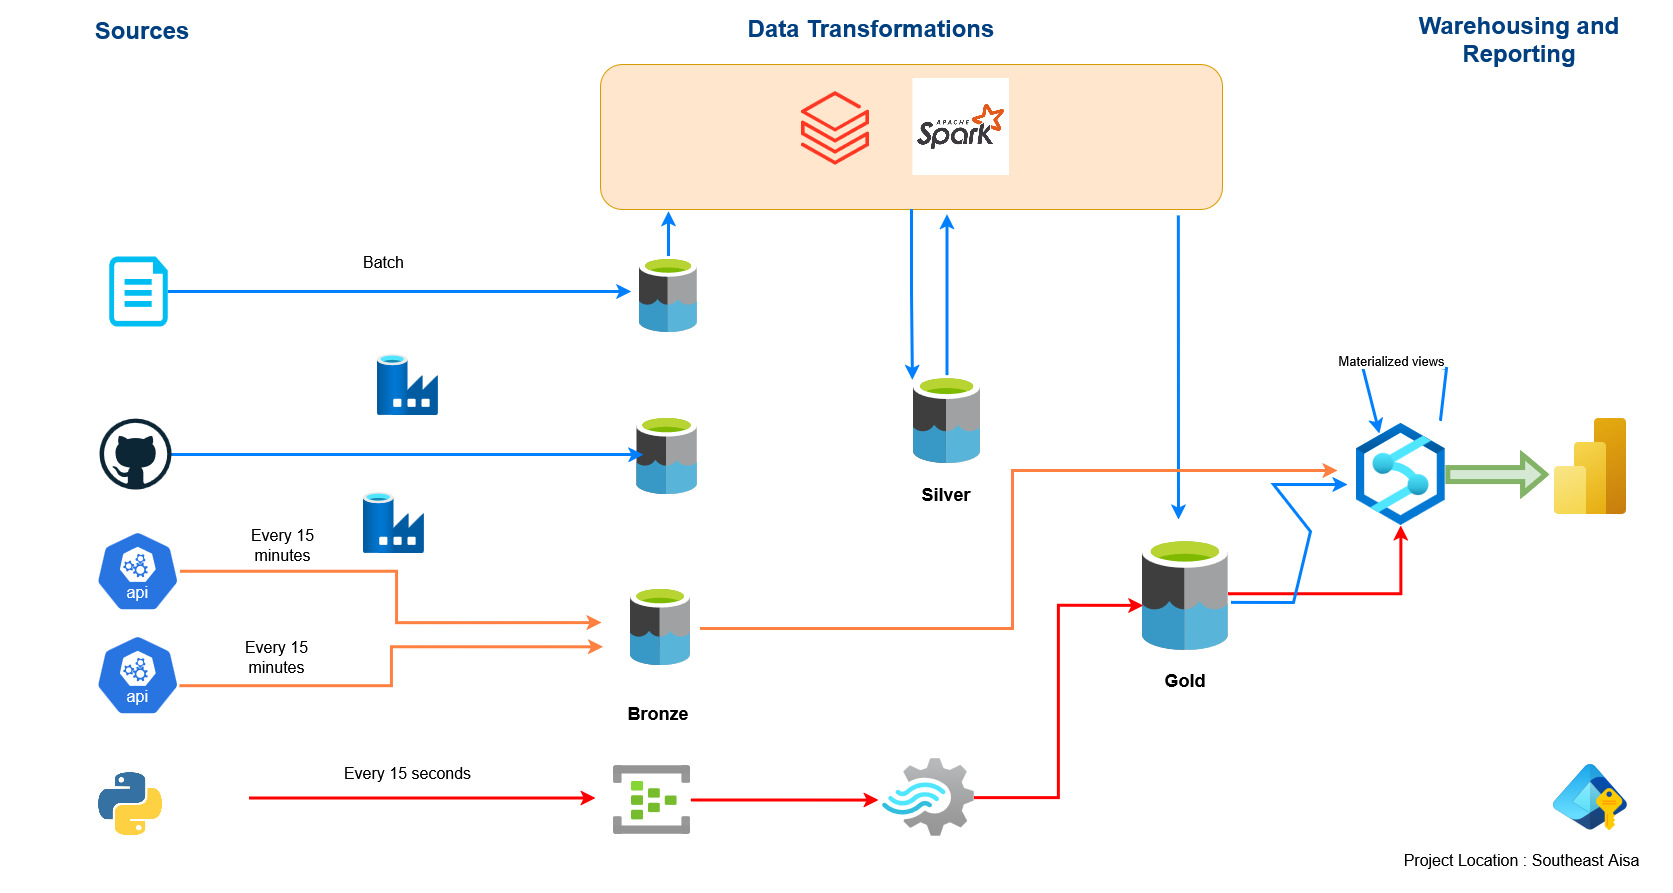 Sources
Data Transformations
Warehousing and
Reporting
APACHE
Spark
Batch
Materialized views
Silver
Every 15
minutes
api
Every 15
minutes
api
Gold
Bronze
Every 15 seconds
Project Location : Southeast Aisa